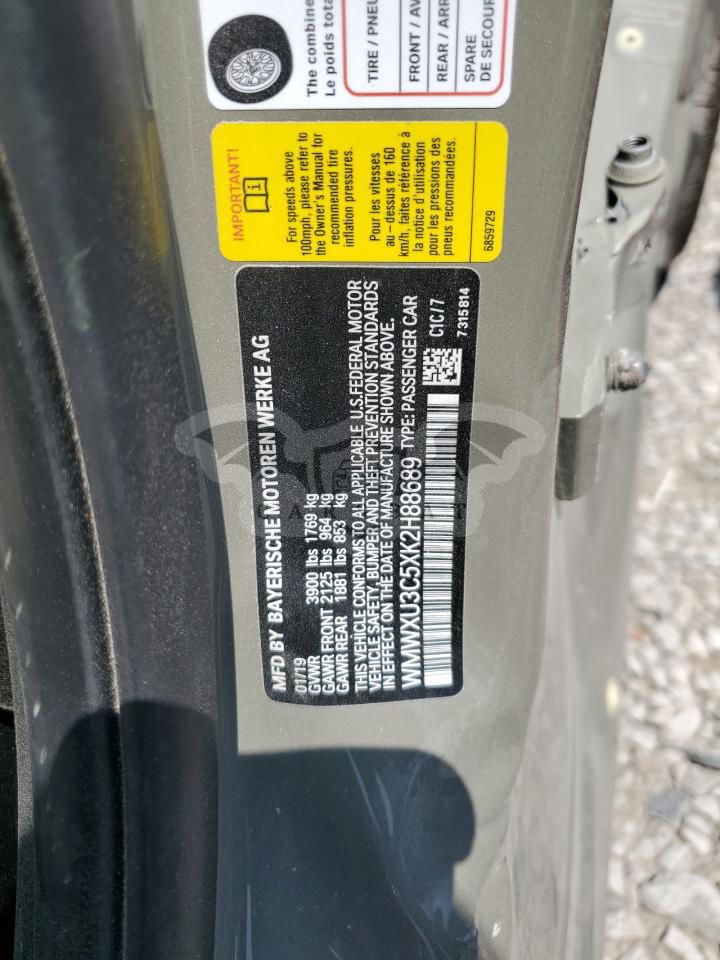 The combine
Le poids tota
TIRE / PNEU
FRONT / AV
REAR / ARR
SPARE
DE SECOUR
IMPORTANT!
For speeds above
100mph, please refer to
the Owner's Manual for
recommended tire
inflation pressures.
Pour les vitesses
au – dessus de 160
km/h, faites référence à
la notice d'utilisation
pour les pressions des
pneus recommandées.
6859729
MFD BY BAYERISCHE MOTOREN WERKE AG
01/19
GVWR 3900 lbs 1769 kg
GAWR FRONT 2125 lbs 964 kg
GAWR REAR 1881 lbs 853 kg
THIS VEHICLE CONFORMS TO ALL APPLICABLE U.S.FEDERAL MOTOR
VEHICLE SAFETY, BUMPER AND THEFT PREVENTION STANDARDS
IN EFFECT ON THE DATE OF MANUFACTURE SHOWN ABOVE.
WMWXU3C5XK2H88689 TYPE: PASSENGER CAR
C1C/7
7315814